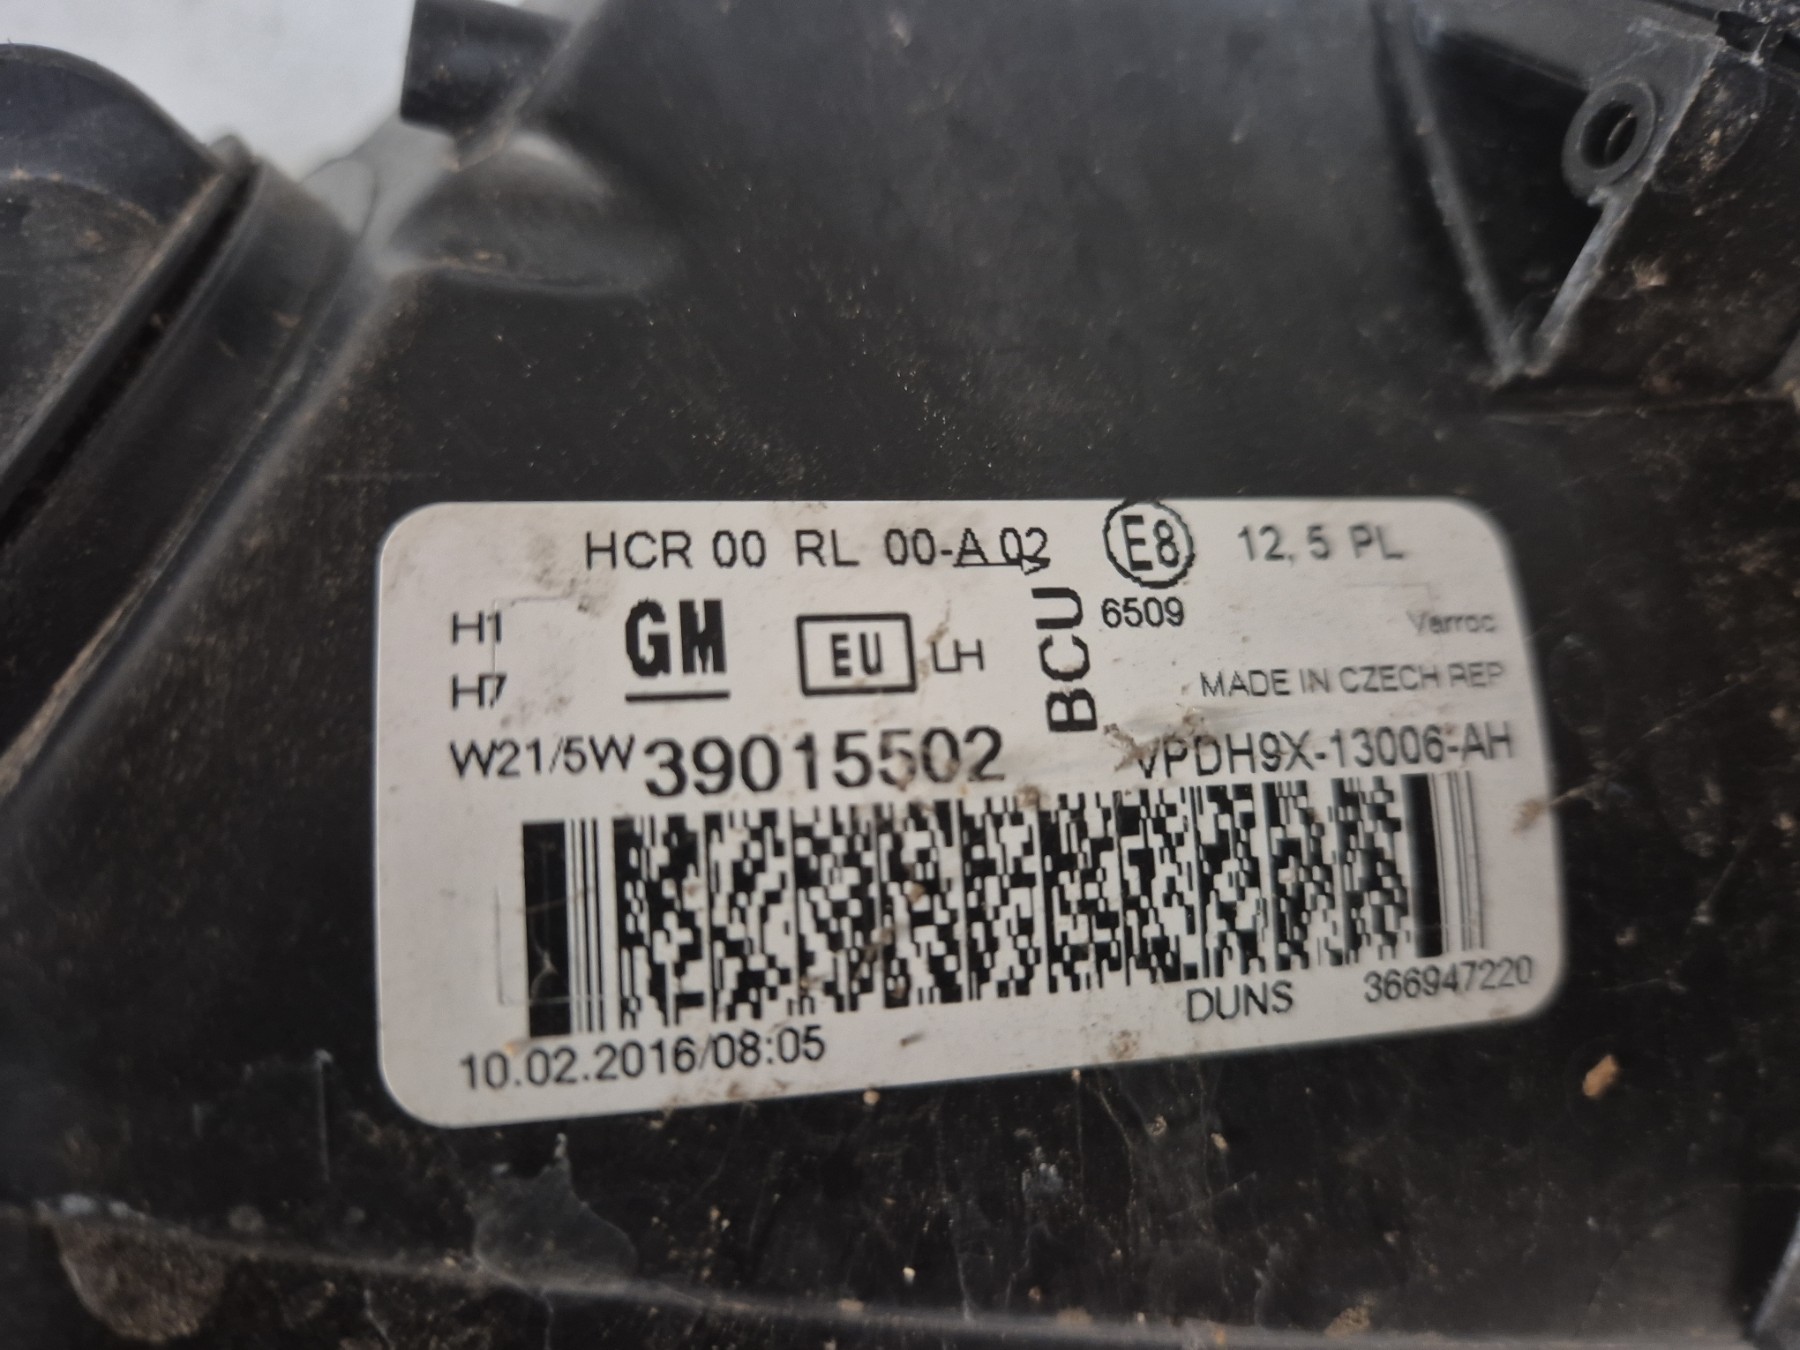 HCR 00 RL 00-A 02 E8 12,5 PL
H1 GM EU LH BCU 6509 Varroc
H7 MADE IN CZECH REP
W21/5W 39015502 VPDH9X-13006-AH
DUNS 366947220
10.02.2016/08:05